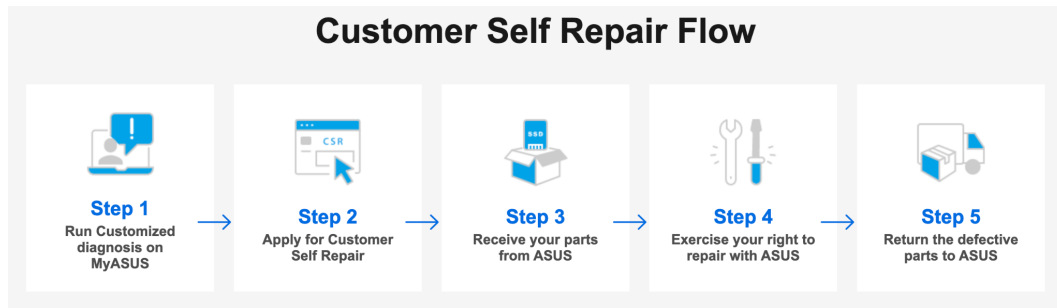 Customer Self Repair Flow
Step 1
Run Customized
diagnosis on
MyASUS
CSR
Step 2
Apply for Customer
Self Repair
SSD
Step 3
Receive your parts
from ASUS
Step 4
Exercise your right to
repair with ASUS
Step 5
Return the defective
parts to ASUS